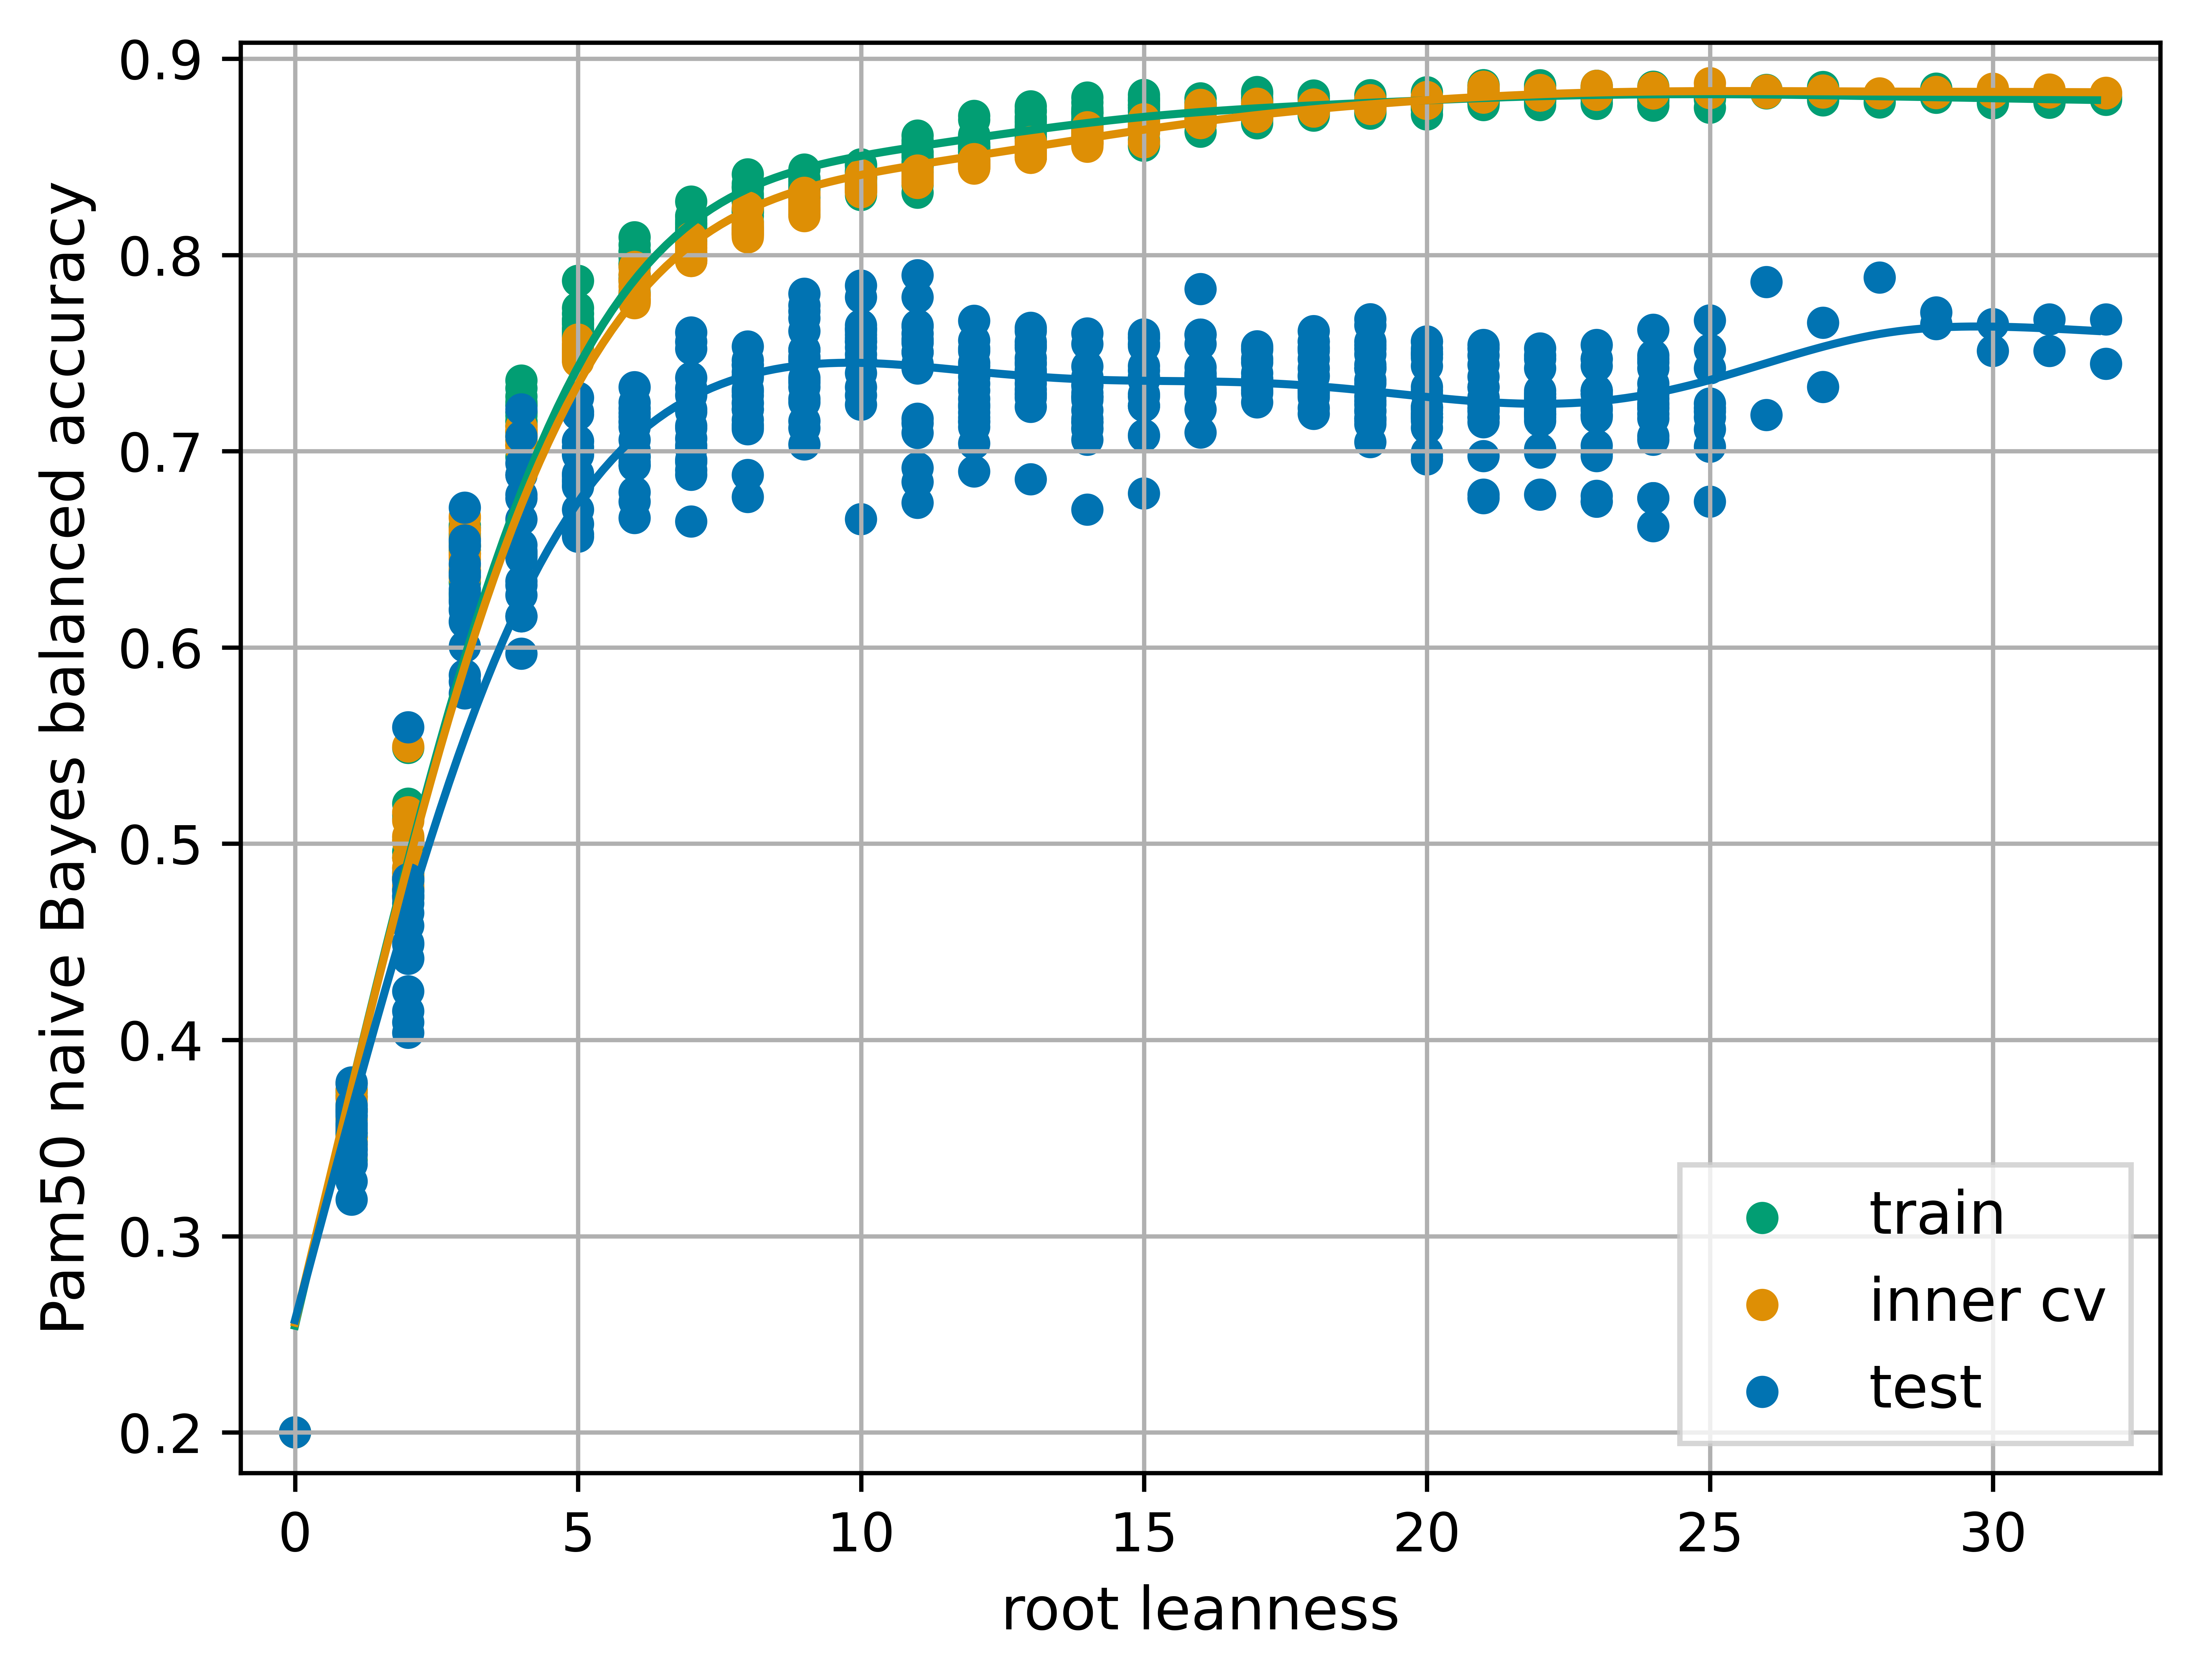 0.9
0.8
0.7
0.6
0.5
0.4
0.3
0.2
Pam50 naive Bayes balanced accuracy
train
inner cv
test
0 5 10 15 20 25 30
root leanness